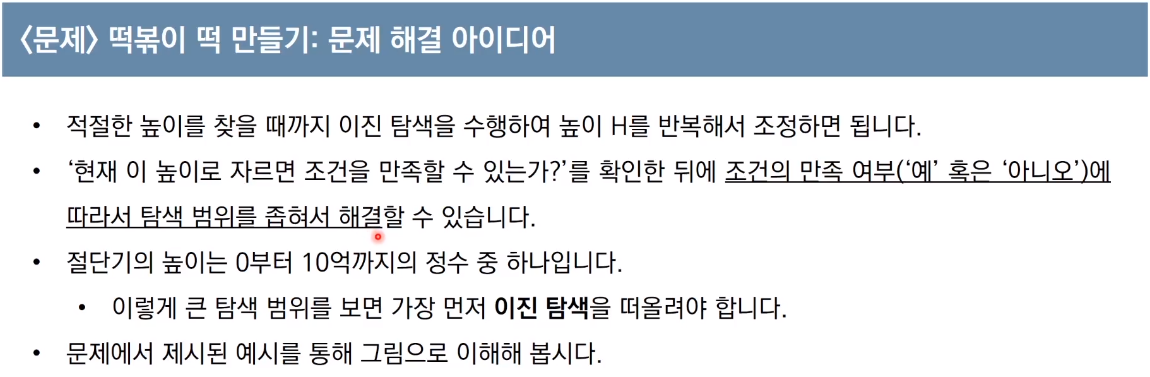 <문제> 떡볶이 떡 만들기: 문제 해결 아이디어
• 적절한 높이를 찾을 때까지 이진 탐색을 수행하여 높이 H를 반복해서 조정하면 됩니다.
• ‘현재 이 높이로 자르면 조건을 만족할 수 있는가?’를 확인한 뒤에 조건의 만족 여부(‘예’ 혹은 ‘아니오’)에
따라서 탐색 범위를 좁혀서 해결할 수 있습니다.
• 절단기의 높이는 0부터 10억까지의 정수 중 하나입니다.
• 이렇게 큰 탐색 범위를 보면 가장 먼저 이진 탐색을 떠올려야 합니다.
• 문제에서 제시된 예시를 통해 그림으로 이해해 봅시다.